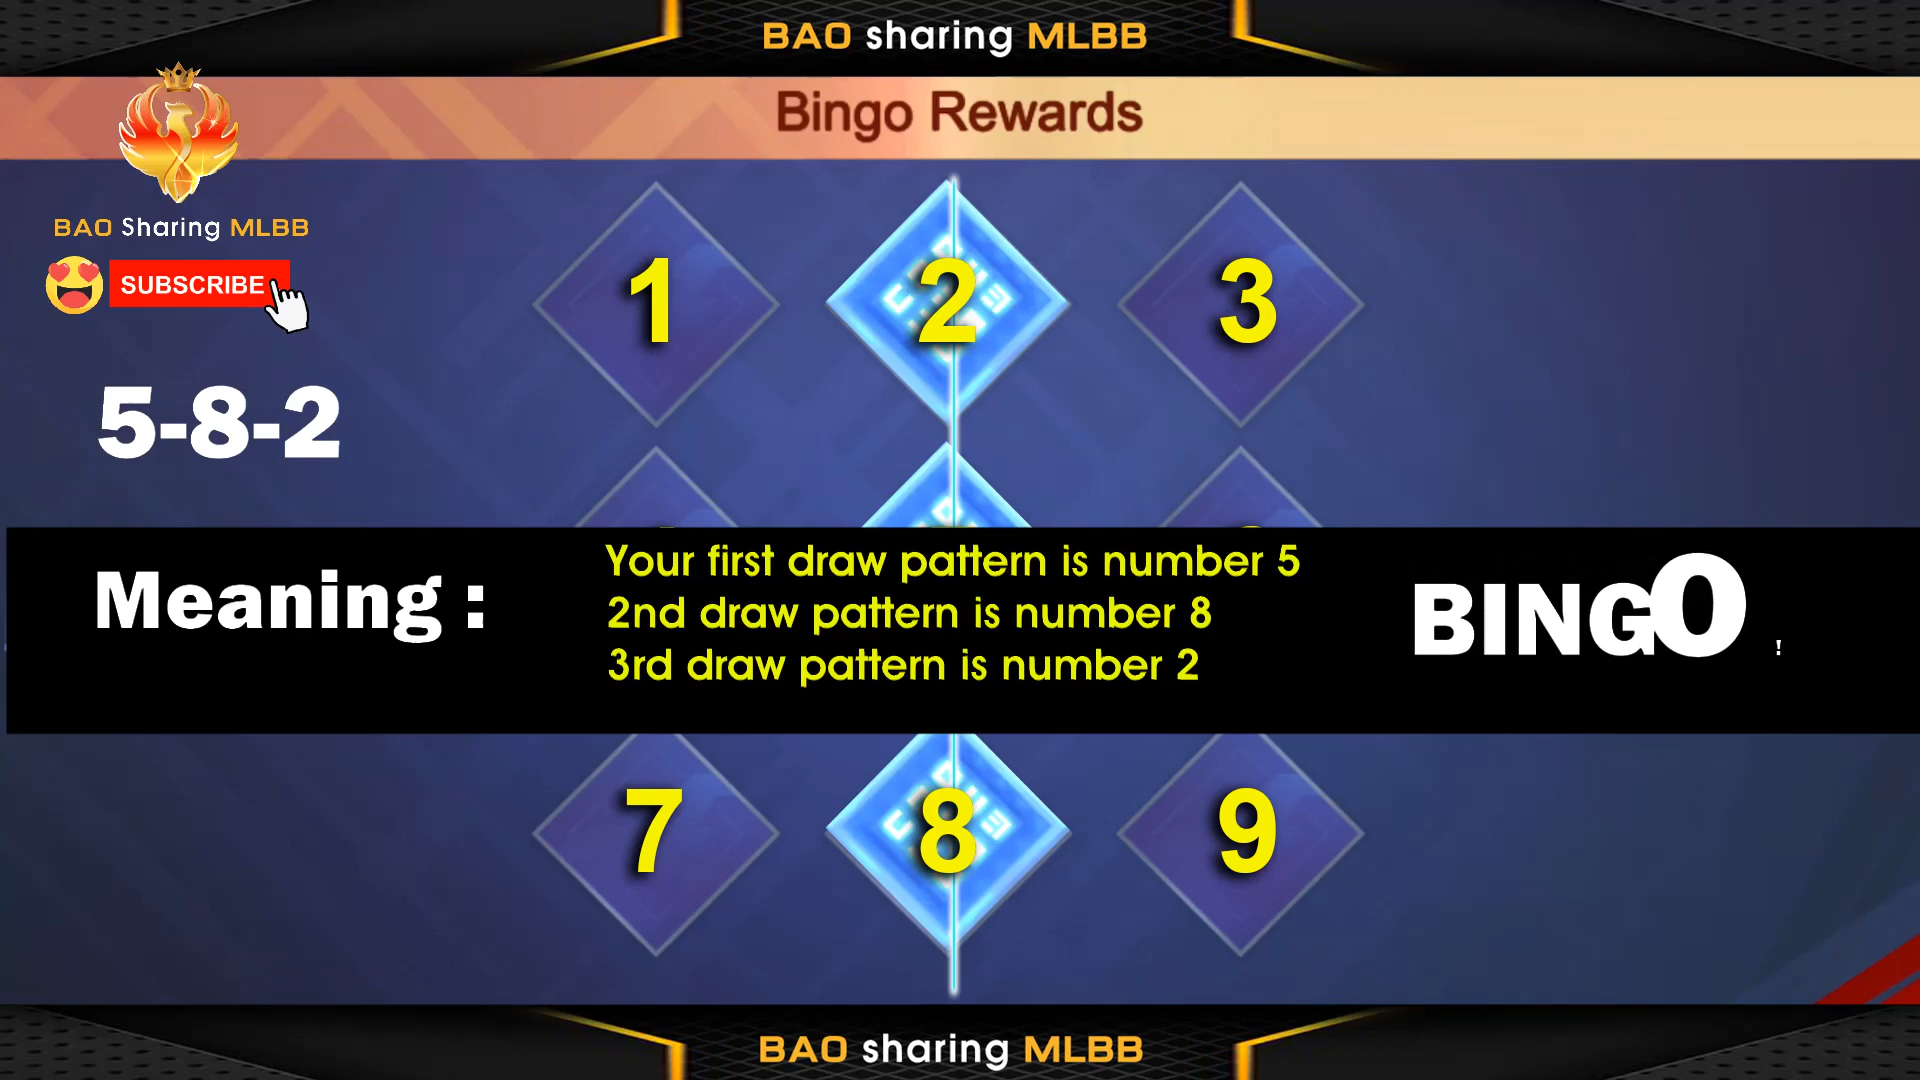 BAO sharing MLBB
Bingo Rewards
BAO Sharing MLBB
SUBSCRIBE
1 2 3
5-8-2
Meaning :
Your first draw pattern is number 5
2nd draw pattern is number 8
3rd draw pattern is number 2
BINGO !
7 8 9
BAO sharing MLBB